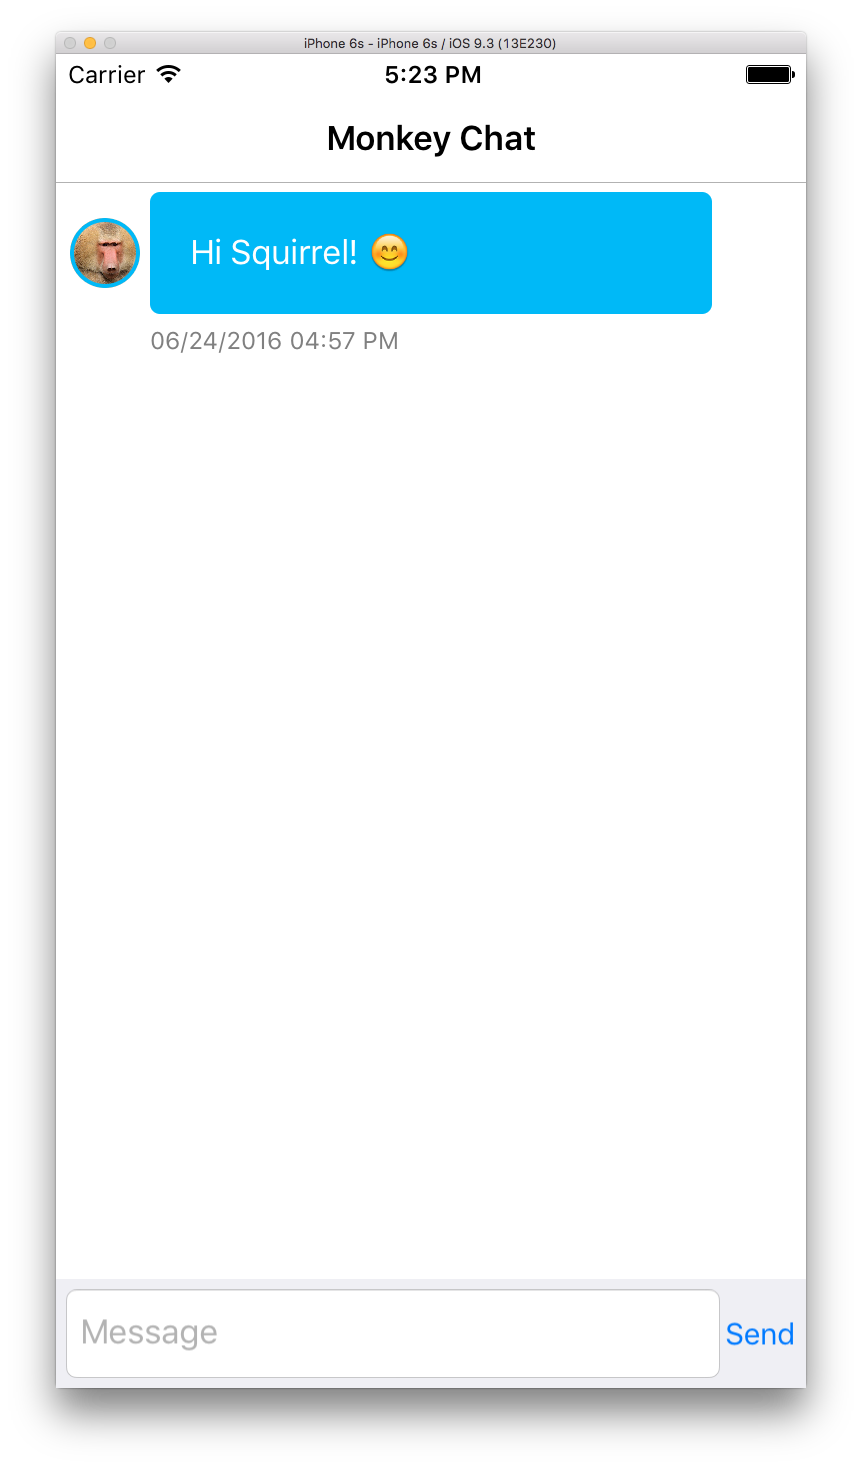 iPhone 6s - iPhone 6s / iOS 9.3 (13E230)
Carrier 5:23 PM
Monkey Chat
Hi Squirrel! 😊
06/24/2016 04:57 PM
Message Send